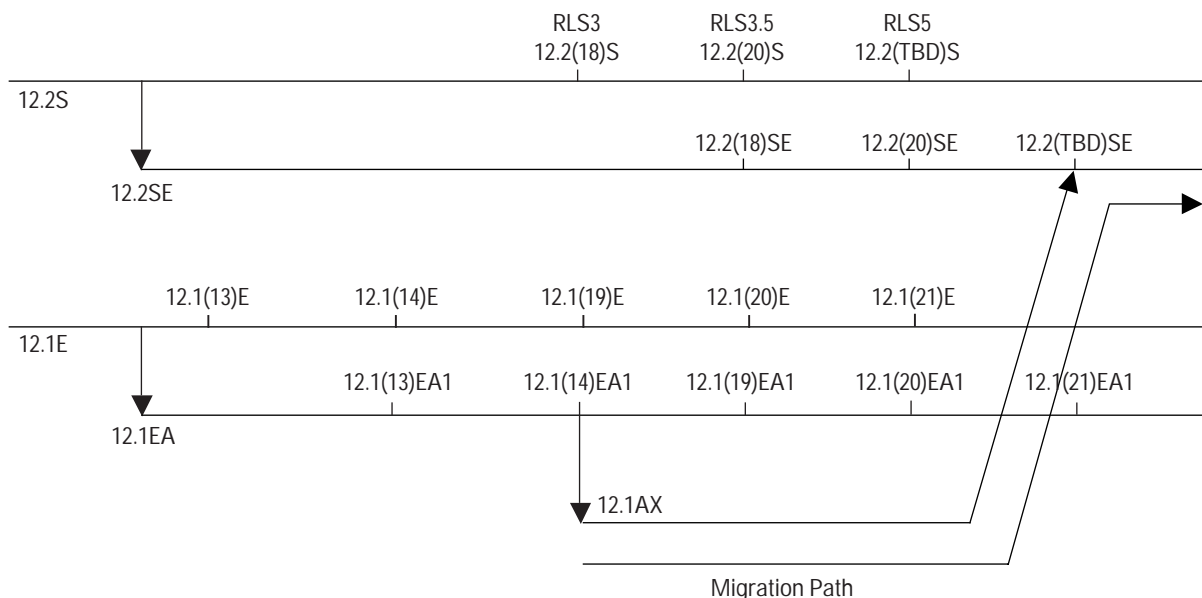 RLS3 RLS3.5 RLS5
12.2(18)S 12.2(20)S 12.2(TBD)S
12.2S
12.2(18)SE 12.2(20)SE 12.2(TBD)SE
12.2SE
12.1(13)E 12.1(14)E 12.1(19)E 12.1(20)E 12.1(21)E
12.1E
12.1(13)EA1 12.1(14)EA1 12.1(19)EA1 12.1(20)EA1 12.1(21)EA1
12.1EA
12.1AX
Migration Path